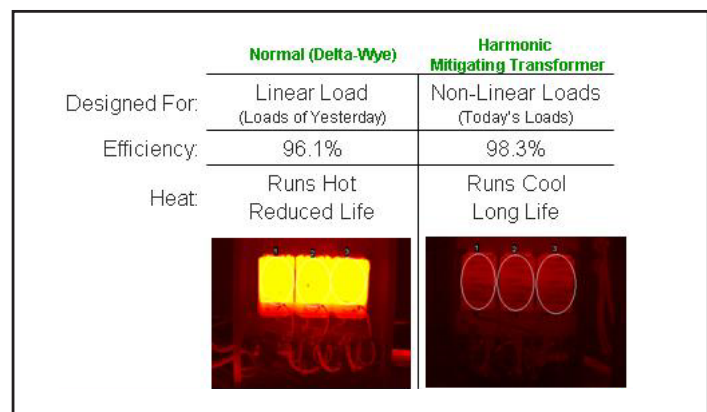 Normal (Delta-Wye)
Harmonic
Mitigating Transformer
Designed For:
Linear Load
(Loads of Yesterday)
Non-Linear Loads
(Today's Loads)
Efficiency:
96.1%
98.3%
Heat:
Runs Hot
Reduced Life
Runs Cool
Long Life
1 2 3
1 2 3